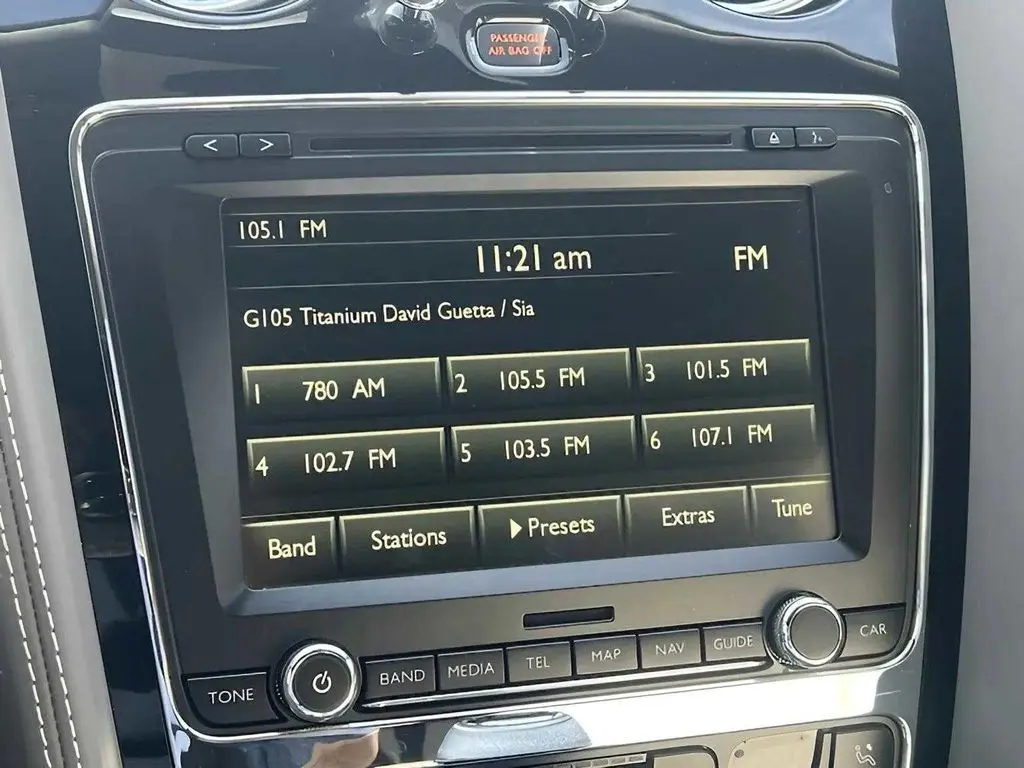 PASSENGER
AIR BAG OFF
< >
105.1 FM
11:21 am
FM
G105 Titanium David Guetta / Sia
1 780 AM 2 105.5 FM 3 101.5 FM
4 102.7 FM 5 103.5 FM 6 107.1 FM
Band Stations Presets Extras Tune
TONE BAND MEDIA TEL MAP NAV GUIDE CAR